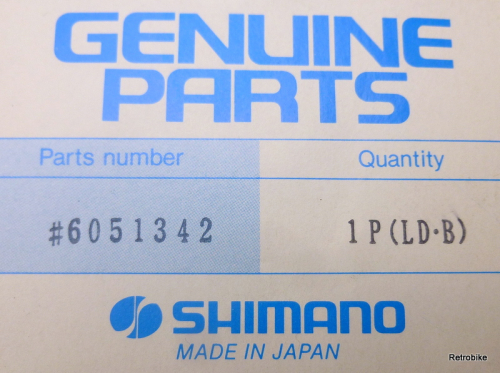 GENUINE
PARTS
Parts number Quantity
#6051342 1P(LD·B)
SHIMANO
MADE IN JAPAN
Retrobike